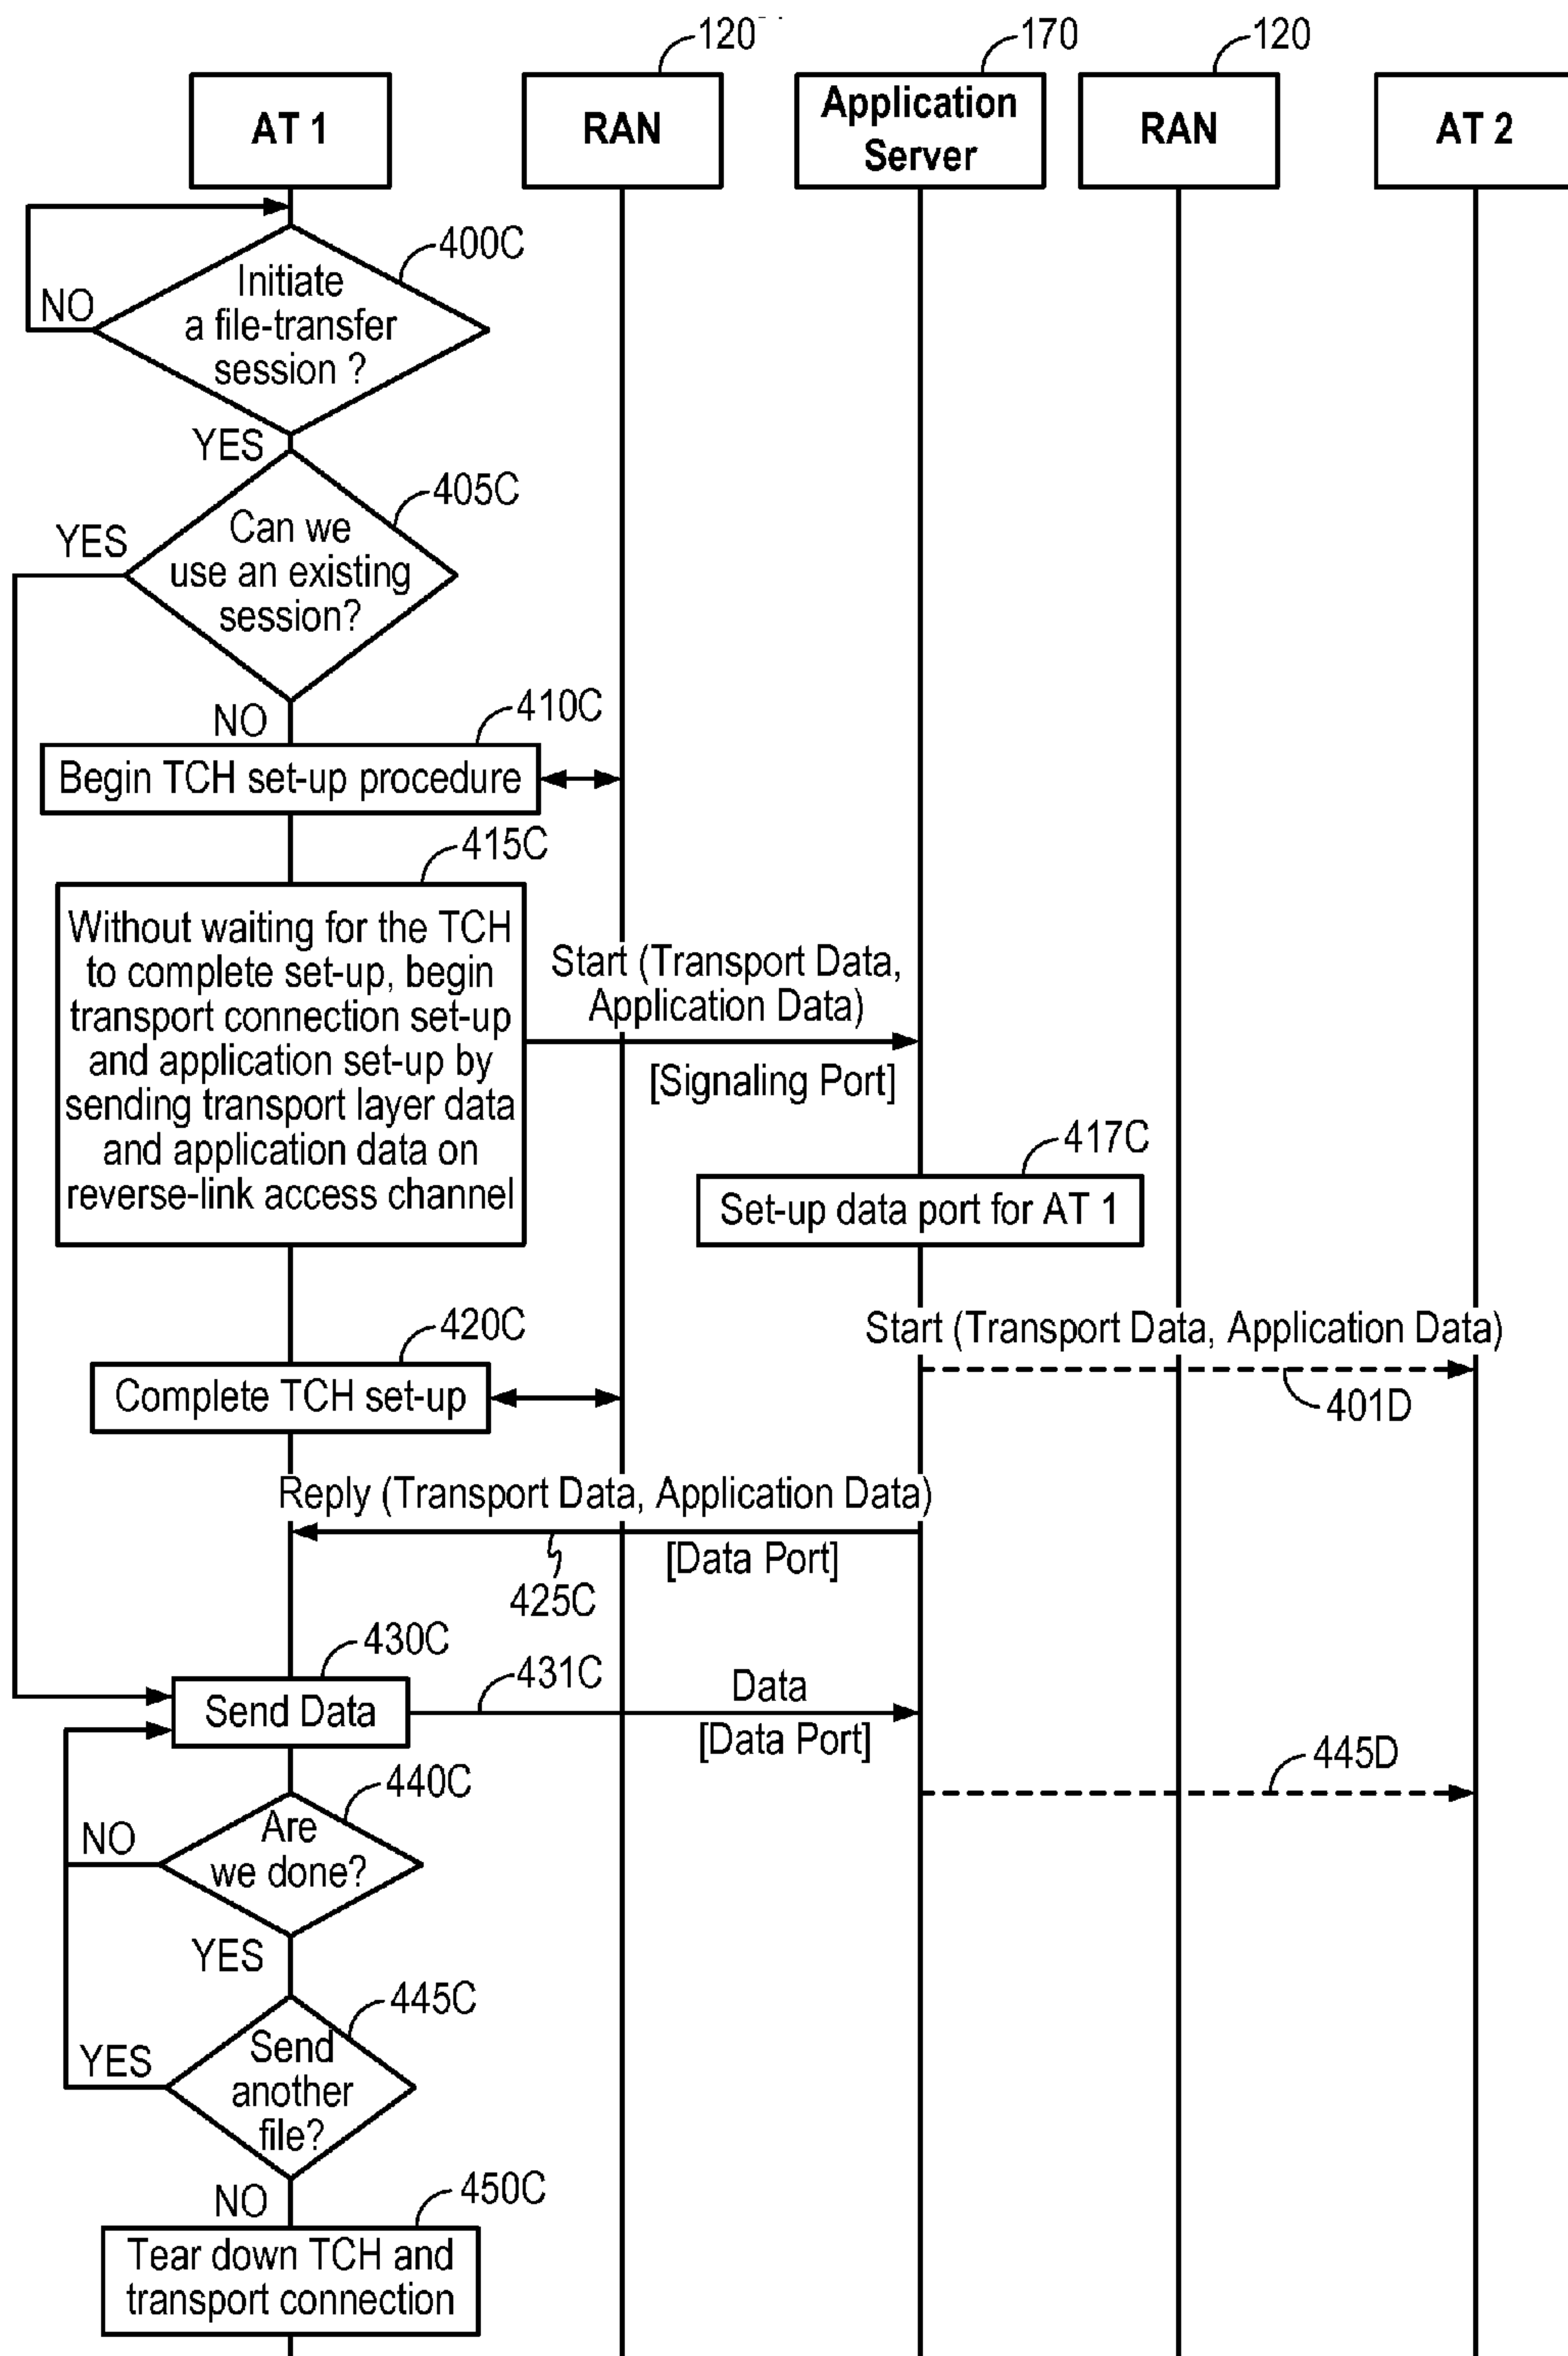 120
170
120
AT 1
RAN
Application
Server
RAN
AT 2
400C
Initiate
a file-transfer
session ?
NO
YES
405C
Can we
use an existing
session?
YES
NO
410C
Begin TCH set-up procedure
415C
Without waiting for the TCH
to complete set-up, begin
transport connection set-up
and application set-up by
sending transport layer data
and application data on
reverse-link access channel
Start (Transport Data,
Application Data)
[Signaling Port]
417C
Set-up data port for AT 1
Start (Transport Data, Application Data)
401D
420C
Complete TCH set-up
Reply (Transport Data, Application Data)
[Data Port]
425C
430C
Send Data
431C
Data
[Data Port]
445D
440C
Are
we done?
NO
YES
445C
Send
another
file?
YES
NO
450C
Tear down TCH and
transport connection